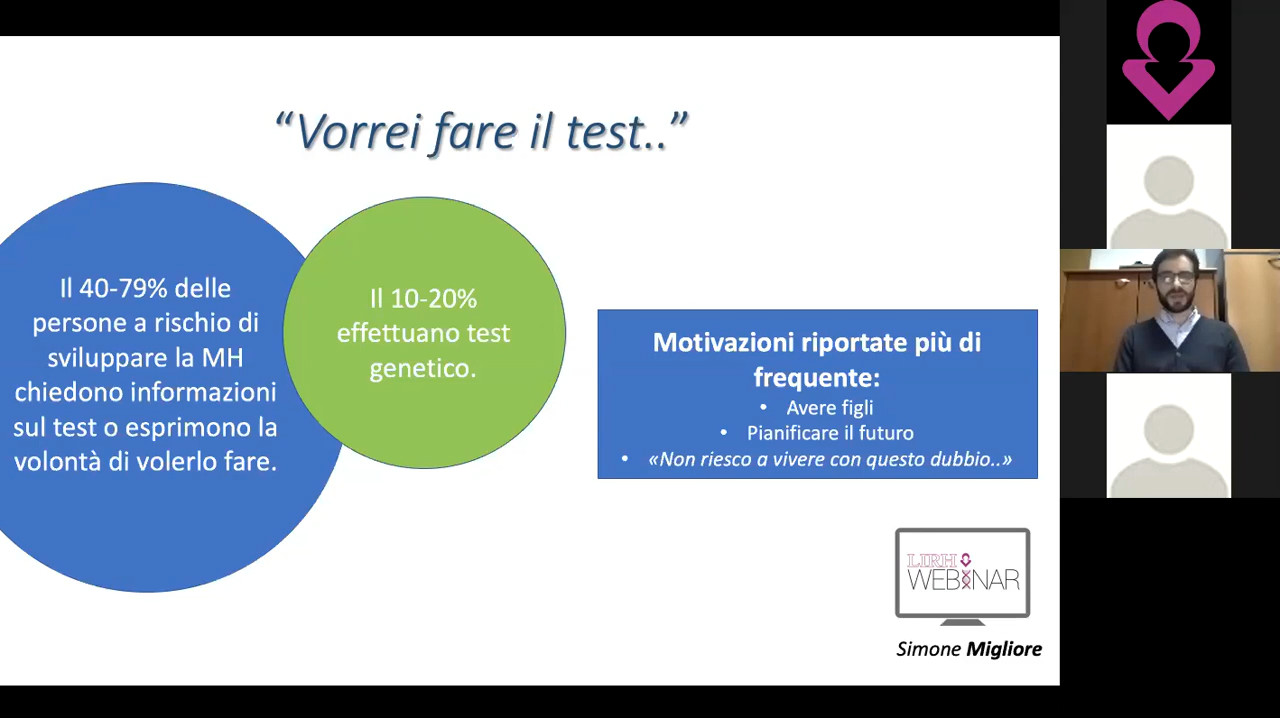 “Vorrei fare il test..”
Il 40-79% delle
persone a rischio di
sviluppare la MH
chiedono informazioni
sul test o esprimono la
volontà di volerlo fare.
Il 10-20%
effettuano test
genetico.
Motivazioni riportate più di
frequente:
• Avere figli
• Pianificare il futuro
• «Non riesco a vivere con questo dubbio..»
LIRH
WEBINAR
Simone Migliore